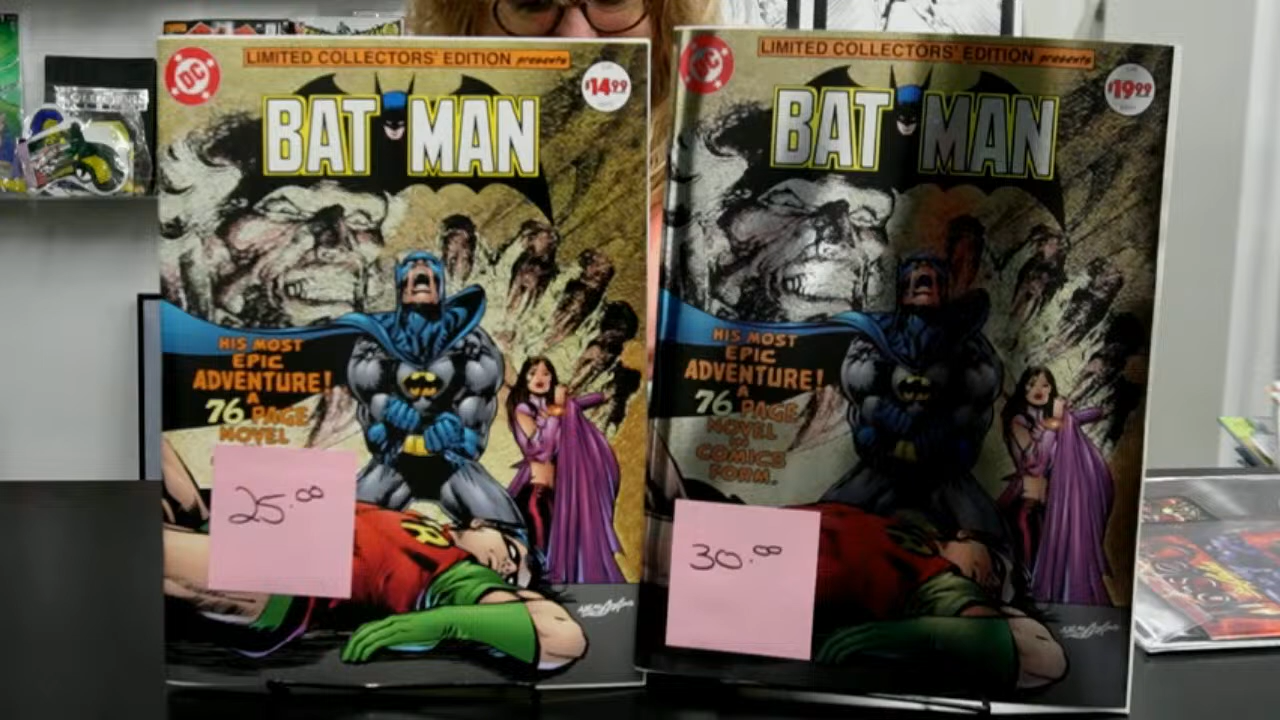 DC
LIMITED COLLECTORS' EDITION presents
$14.99
BATMAN
HIS MOST
EPIC
ADVENTURE!
A
76 PAGE
NOVEL
25.00
DC
LIMITED COLLECTORS' EDITION presents
$19.99
BATMAN
HIS MOST
EPIC
ADVENTURE!
A
76 PAGE
NOVEL
IN
COMICS
FORM.
30.00